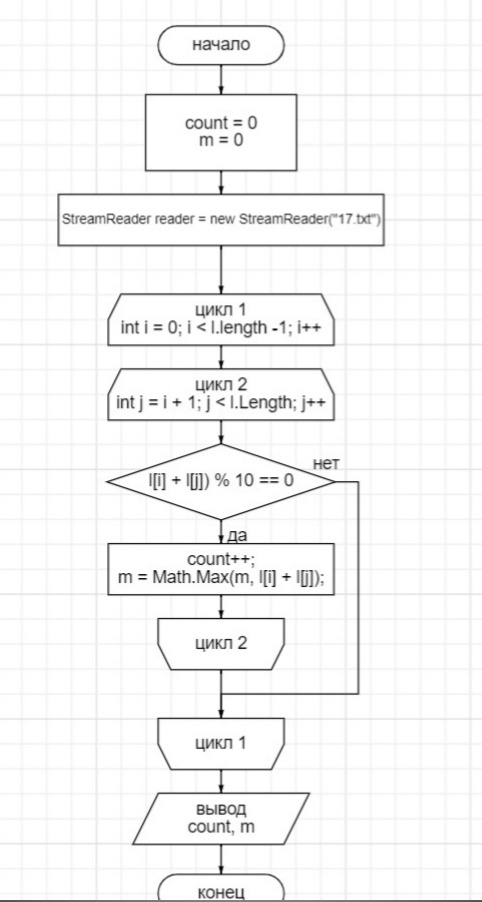 начало
count = 0
m = 0
StreamReader reader = new StreamReader("17.txt")
цикл 1
int i = 0; i < l.length -1; i++
цикл 2
int j = i + 1; j < l.Length; j++
l[i] + l[j]) % 10 == 0
нет
да
count++;
m = Math.Max(m, l[i] + l[j]);
цикл 2
цикл 1
вывод
count, m
конец